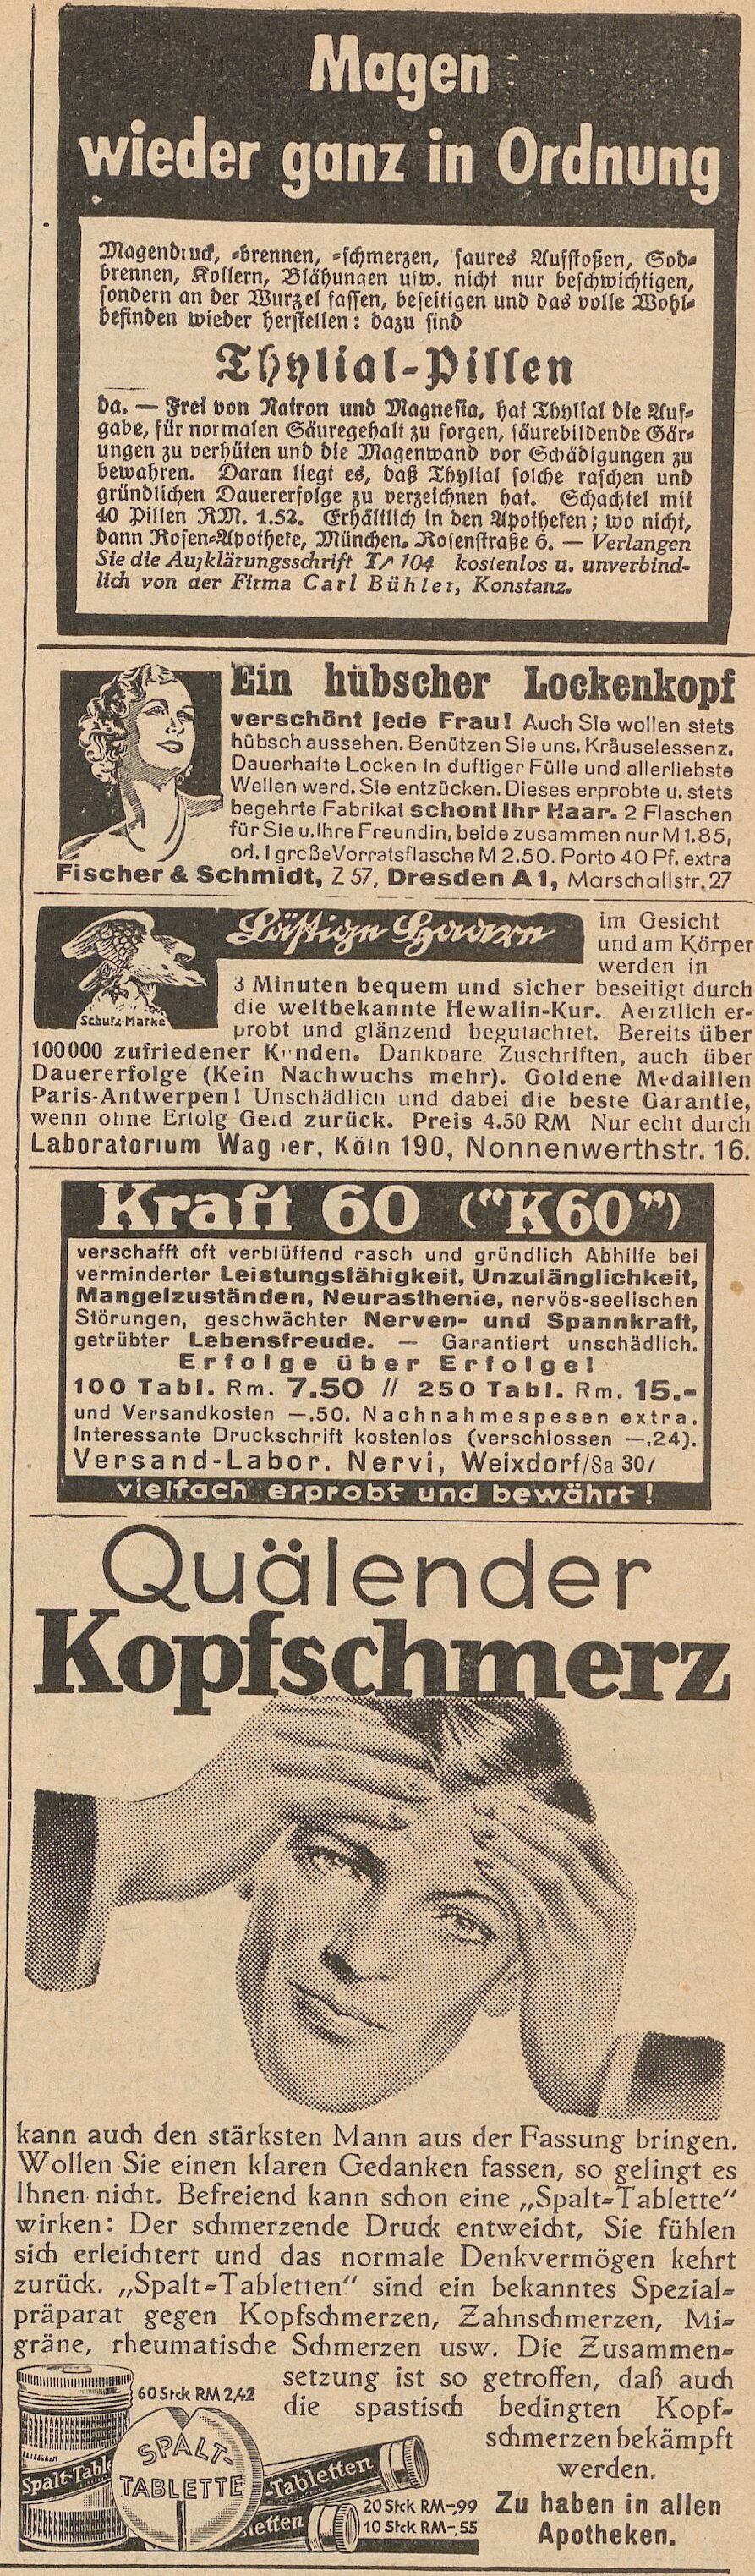 Magen
wieder ganz in Ordnung
Magendruck, -brennen, -schmerzen, saures Aufstoßen, Sod-
brennen, Kollern, Blähungen usw. nicht nur beschwichtigen,
sondern an der Wurzel fassen, beseitigen und das volle Wohl-
befinden wieder herstellen: dazu sind
Thylial-Pillen
da. — Frei von Natron und Magnesia, hat Thylial die Auf-
gabe, für normalen Säuregehalt zu sorgen, säurebildende Gär-
ungen zu verhüten und die Magenwand vor Schädigungen zu
bewahren. Daran liegt es, daß Thylial solche raschen und
gründlichen Dauererfolge zu verzeichnen hat. Schachtel mit
40 Pillen RM. 1.52. Erhältlich in den Apotheken; wo nicht,
dann Rosen-Apotheke, München, Rosenstraße 6. — Verlangen
Sie die Aufklärungsschrift 104 kostenlos u. unverbind-
lich von der Firma Carl Bühler, Konstanz.
Ein hübscher Lockenkopf
verschönt jede Frau! Auch Sie wollen stets
hübsch aussehen. Benützen Sie uns. Kräuselessenz.
Dauerhafte Locken in duftiger Fülle und allerliebste
Wellen werd. Sie entzücken. Dieses erprobte u. stets
begehrte Fabrikat schont Ihr Haar. 2 Flaschen
für Sie u. Ihre Freundin, beide zusammen nur M 1.85,
od. 1 große Vorratsflasche M 2.50. Porto 40 Pf. extra
Fischer & Schmidt, Z 57, Dresden A 1, Marschallstr. 27
Lästige Haare
Schutz-Marke
im Gesicht
und am Körper
werden in
3 Minuten bequem und sicher beseitigt durch
die weltbekannte Hewalin-Kur. Aerztlich er-
probt und glänzend begutachtet. Bereits über
100000 zufriedener Kunden. Dankbare Zuschriften, auch über
Dauererfolge (Kein Nachwuchs mehr). Goldene Medaillen
Paris-Antwerpen! Unschädlich und dabei die beste Garantie,
wenn ohne Erfolg Geld zurück. Preis 4.50 RM Nur echt durch
Laboratorium Wagner, Köln 190, Nonnenwerthstr. 16.
Kraft 60 ("K60")
verschafft oft verblüffend rasch und gründlich Abhilfe bei
verminderter Leistungsfähigkeit, Unzulänglichkeit,
Mangelzuständen, Neurasthenie, nervös-seelischen
Störungen, geschwächter Nerven- und Spannkraft,
getrübter Lebensfreude. — Garantiert unschädlich.
Erfolge über Erfolge!
100 Tabl. Rm. 7.50 // 250 Tabl. Rm. 15.-
und Versandkosten —.50. Nachnahmespesen extra.
Interessante Druckschrift kostenlos (verschlossen —.24).
Versand-Labor. Nervi, Weixdorf/Sa 30/
vielfach erprobt und bewährt!
Quälender
Kopfschmerz
kann auch den stärksten Mann aus der Fassung bringen.
Wollen Sie einen klaren Gedanken fassen, so gelingt es
Ihnen nicht. Befreiend kann schon eine „Spalt-Tablette"
wirken: Der schmerzende Druck entweicht, Sie fühlen
sich erleichtert und das normale Denkvermögen kehrt
zurück. „Spalt-Tabletten" sind ein bekanntes Spezial-
präparat gegen Kopfschmerzen, Zahnschmerzen, Mi-
gräne, rheumatische Schmerzen usw. Die Zusammen-
setzung ist so getroffen, daß auch
die spastisch bedingten Kopf-
schmerzen bekämpft
werden.
Zu haben in allen
Apotheken.
60 Stck RM 2,42
Spalt-Tabl
SPALT-
TABLETTE
-Tabletten
letten
20 Stck RM-,99
10 Stck RM-,55